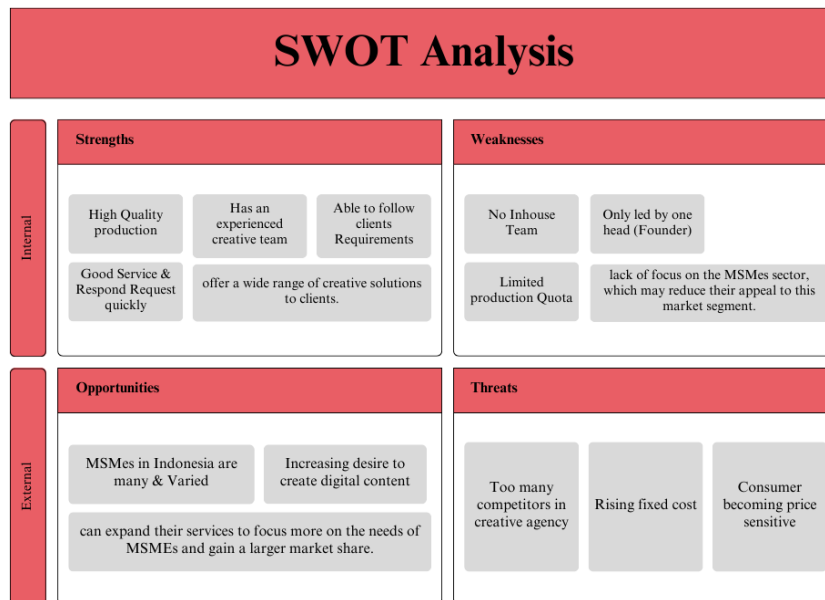 SWOT Analysis
Internal
Strengths
High Quality
production
Has an
experienced
creative team
Able to follow
clients
Requirements
Good Service &
Respond Request
quickly
offer a wide range of creative solutions
to clients.
Weaknesses
No Inhouse
Team
Only led by one
head (Founder)
Limited
production Quota
lack of focus on the MSMes sector,
which may reduce their appeal to this
market segment.
External
Opportunities
MSMes in Indonesia are
many & Varied
Increasing desire to
create digital content
can expand their services to focus more on the needs of
MSMEs and gain a larger market share.
Threats
Too many
competitors in
creative agency
Rising fixed cost
Consumer
becoming price
sensitive